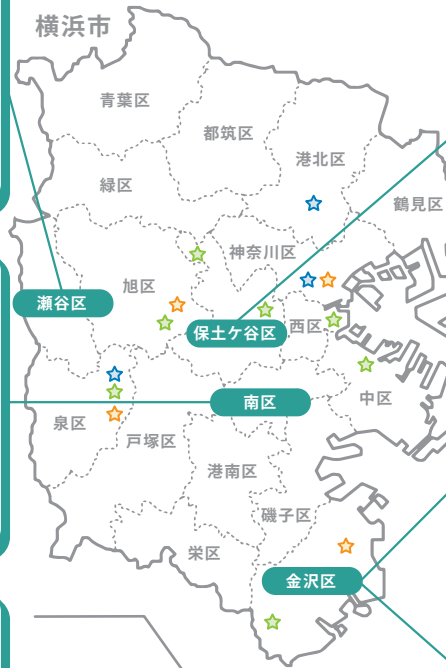 横浜市
青葉区
都筑区
港北区
緑区
鶴見区
神奈川区
旭区
瀬谷区
保土ケ谷区
西区
南区
中区
泉区
戸塚区
港南区
磯子区
栄区
金沢区